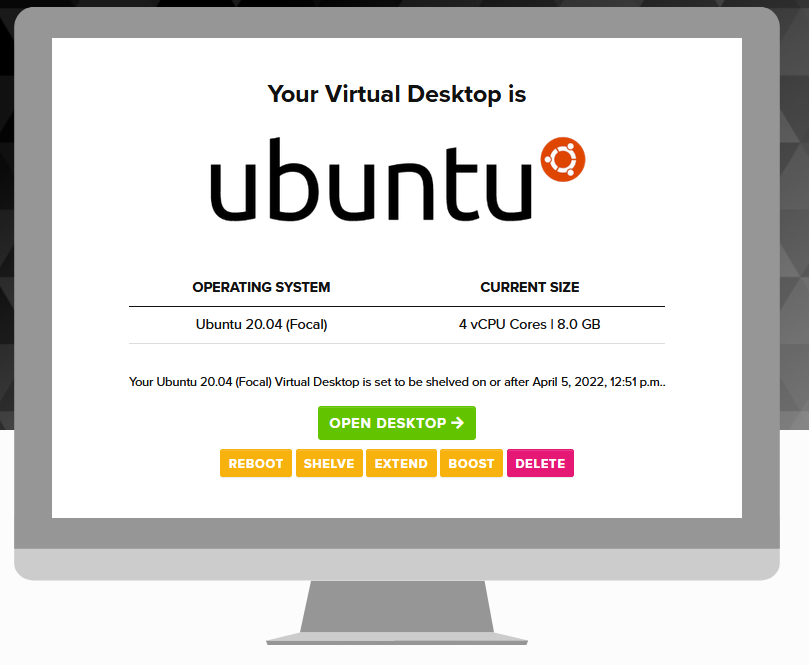 Your Virtual Desktop is
ubuntu
OPERATING SYSTEM CURRENT SIZE
Ubuntu 20.04 (Focal) 4 vCPU Cores | 8.0 GB
Your Ubuntu 20.04 (Focal) Virtual Desktop is set to be shelved on or after April 5, 2022, 12:51 p.m..
OPEN DESKTOP →
REBOOT SHELVE EXTEND BOOST DELETE